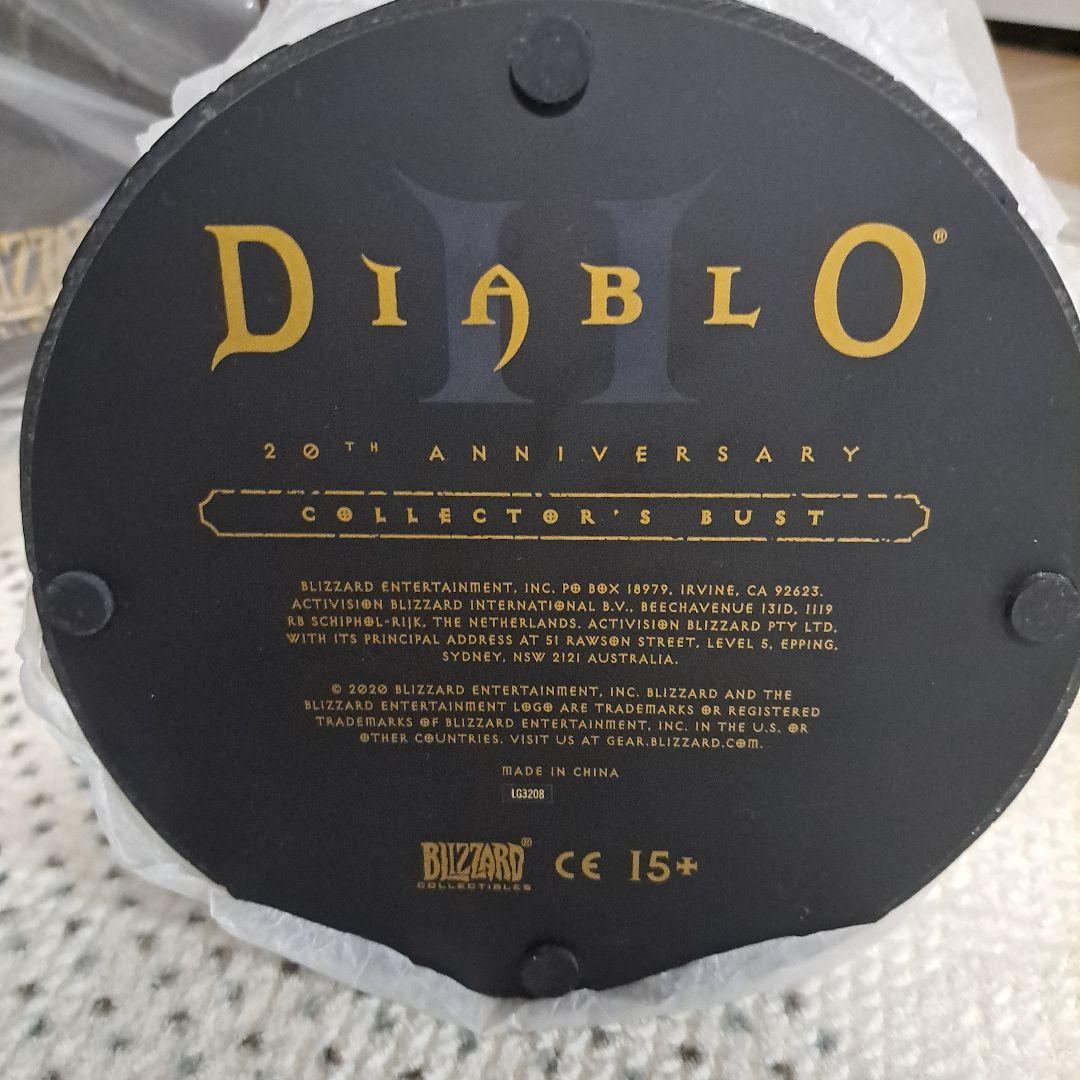 II
DIABLO®
20TH ANNIVERSARY
COLLECTOR'S BUST
BLIZZARD ENTERTAINMENT, INC. PO BOX 18979, IRVINE, CA 92623.
ACTIVISION BLIZZARD INTERNATIONAL B.V., BEECHAVENUE 131D, 1119
RB SCHIPHOL-RIJK, THE NETHERLANDS. ACTIVISION BLIZZARD PTY LTD.
WITH ITS PRINCIPAL ADDRESS AT 51 RAWSON STREET, LEVEL 5, EPPING,
SYDNEY, NSW 2121 AUSTRALIA.
© 2020 BLIZZARD ENTERTAINMENT, INC. BLIZZARD AND THE
BLIZZARD ENTERTAINMENT LOGO ARE TRADEMARKS OR REGISTERED
TRADEMARKS OF BLIZZARD ENTERTAINMENT, INC. IN THE U.S. OR
OTHER COUNTRIES. VISIT US AT GEAR.BLIZZARD.COM.
MADE IN CHINA
LG3208
BLIZZARD® CE 15+
COLLECTIBLES